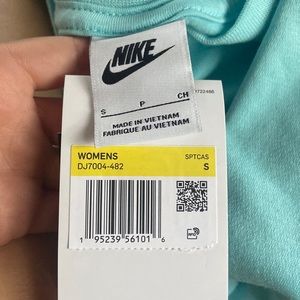 NIKE
S P CH
MADE IN VIETNAM
FABRIQUE AU VIETNAM
WOMENS SPTCAS
DJ7004-482 S
1 95239 56101 6